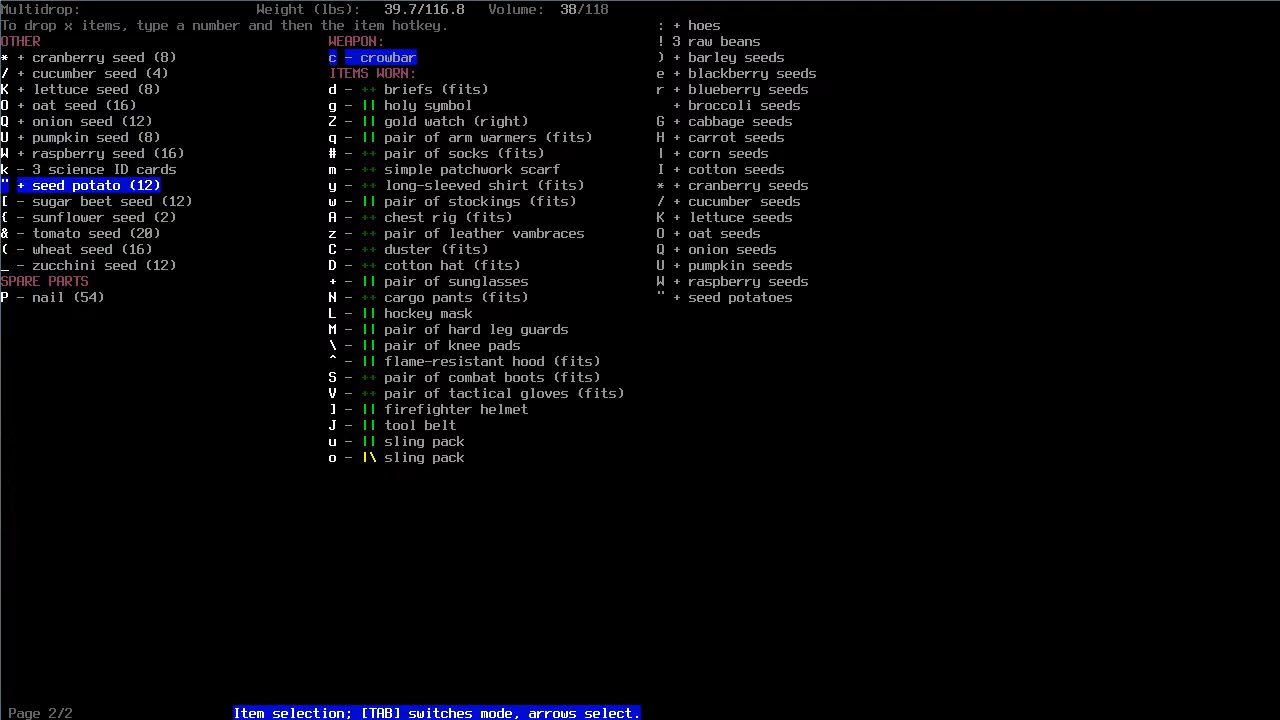 Multidrop: Weight (lbs): 39.7/116.8 Volume: 38/118
To drop x items, type a number and then the item hotkey.
OTHER
* + cranberry seed (8)
/ + cucumber seed (4)
K + lettuce seed (8)
O + oat seed (16)
Q + onion seed (12)
U + pumpkin seed (8)
W + raspberry seed (16)
k - 3 science ID cards
" + seed potato (12)
[ - sugar beet seed (12)
{ - sunflower seed (2)
& - tomato seed (20)
( - wheat seed (16)
_ - zucchini seed (12)
SPARE PARTS
P - nail (54)
WEAPON:
c - crowbar
ITEMS WORN:
d - ++ briefs (fits)
g - || holy symbol
Z - || gold watch (right)
q - || pair of arm warmers (fits)
# - ++ pair of socks (fits)
m - ++ simple patchwork scarf
y - ++ long-sleeved shirt (fits)
w - || pair of stockings (fits)
A - ++ chest rig (fits)
z - ++ pair of leather vambraces
C - ++ duster (fits)
D - ++ cotton hat (fits)
+ - || pair of sunglasses
N - ++ cargo pants (fits)
L - || hockey mask
M - || pair of hard leg guards
\ - || pair of knee pads
^ - || flame-resistant hood (fits)
S - ++ pair of combat boots (fits)
V - ++ pair of tactical gloves (fits)
] - || firefighter helmet
J - || tool belt
u - || sling pack
o - |\ sling pack
: + hoes
! 3 raw beans
) + barley seeds
e + blackberry seeds
r + blueberry seeds
+ broccoli seeds
G + cabbage seeds
H + carrot seeds
| + corn seeds
I + cotton seeds
* + cranberry seeds
/ + cucumber seeds
K + lettuce seeds
O + oat seeds
Q + onion seeds
U + pumpkin seeds
W + raspberry seeds
" + seed potatoes
Page 2/2 Item selection; [TAB] switches mode, arrows select.